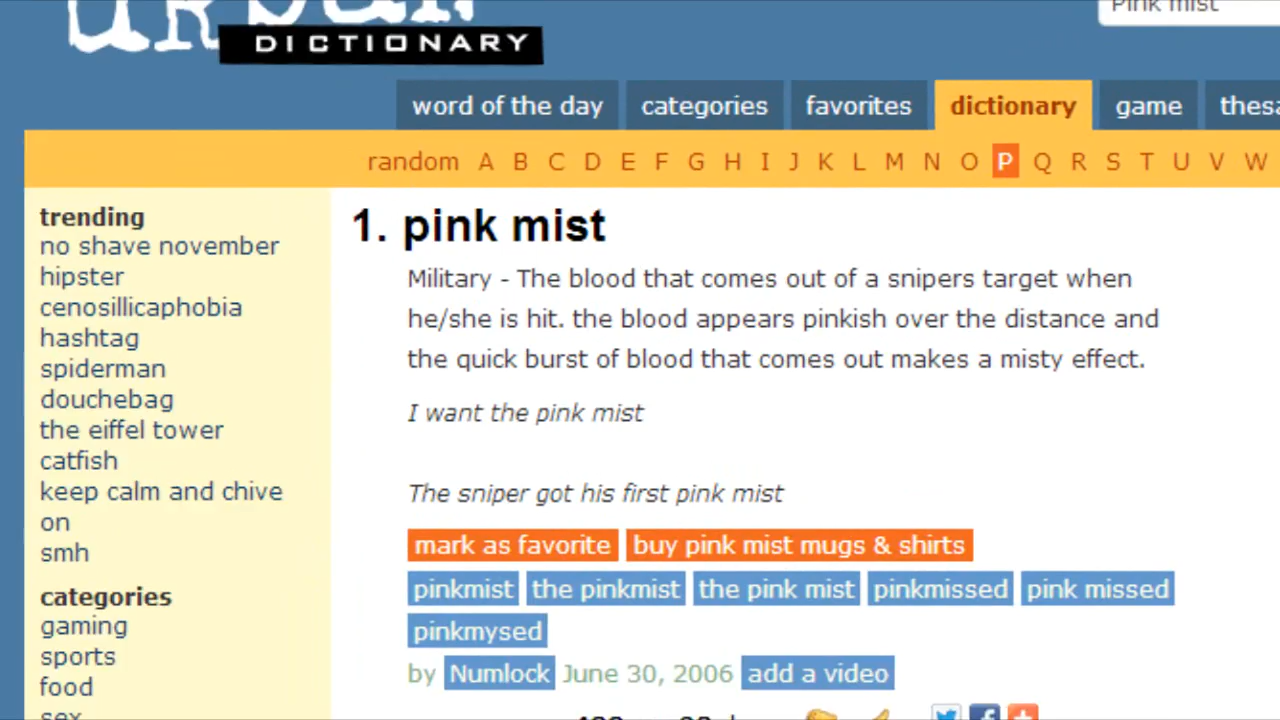 urban
DICTIONARY
Pink mist
word of the day categories favorites dictionary game
random A B C D E F G H I J K L M N O P Q R S T U V W
trending
no shave november
hipster
cenosillicaphobia
hashtag
spiderman
douchebag
the eiffel tower
catfish
keep calm and chive
on
smh
categories
gaming
sports
food
sex
1. pink mist
Military - The blood that comes out of a snipers target when
he/she is hit. the blood appears pinkish over the distance and
the quick burst of blood that comes out makes a misty effect.
I want the pink mist
The sniper got his first pink mist
mark as favorite buy pink mist mugs & shirts
pinkmist the pinkmist the pink mist pinkmissed pink missed
pinkmysed
by Numlock June 30, 2006 add a video